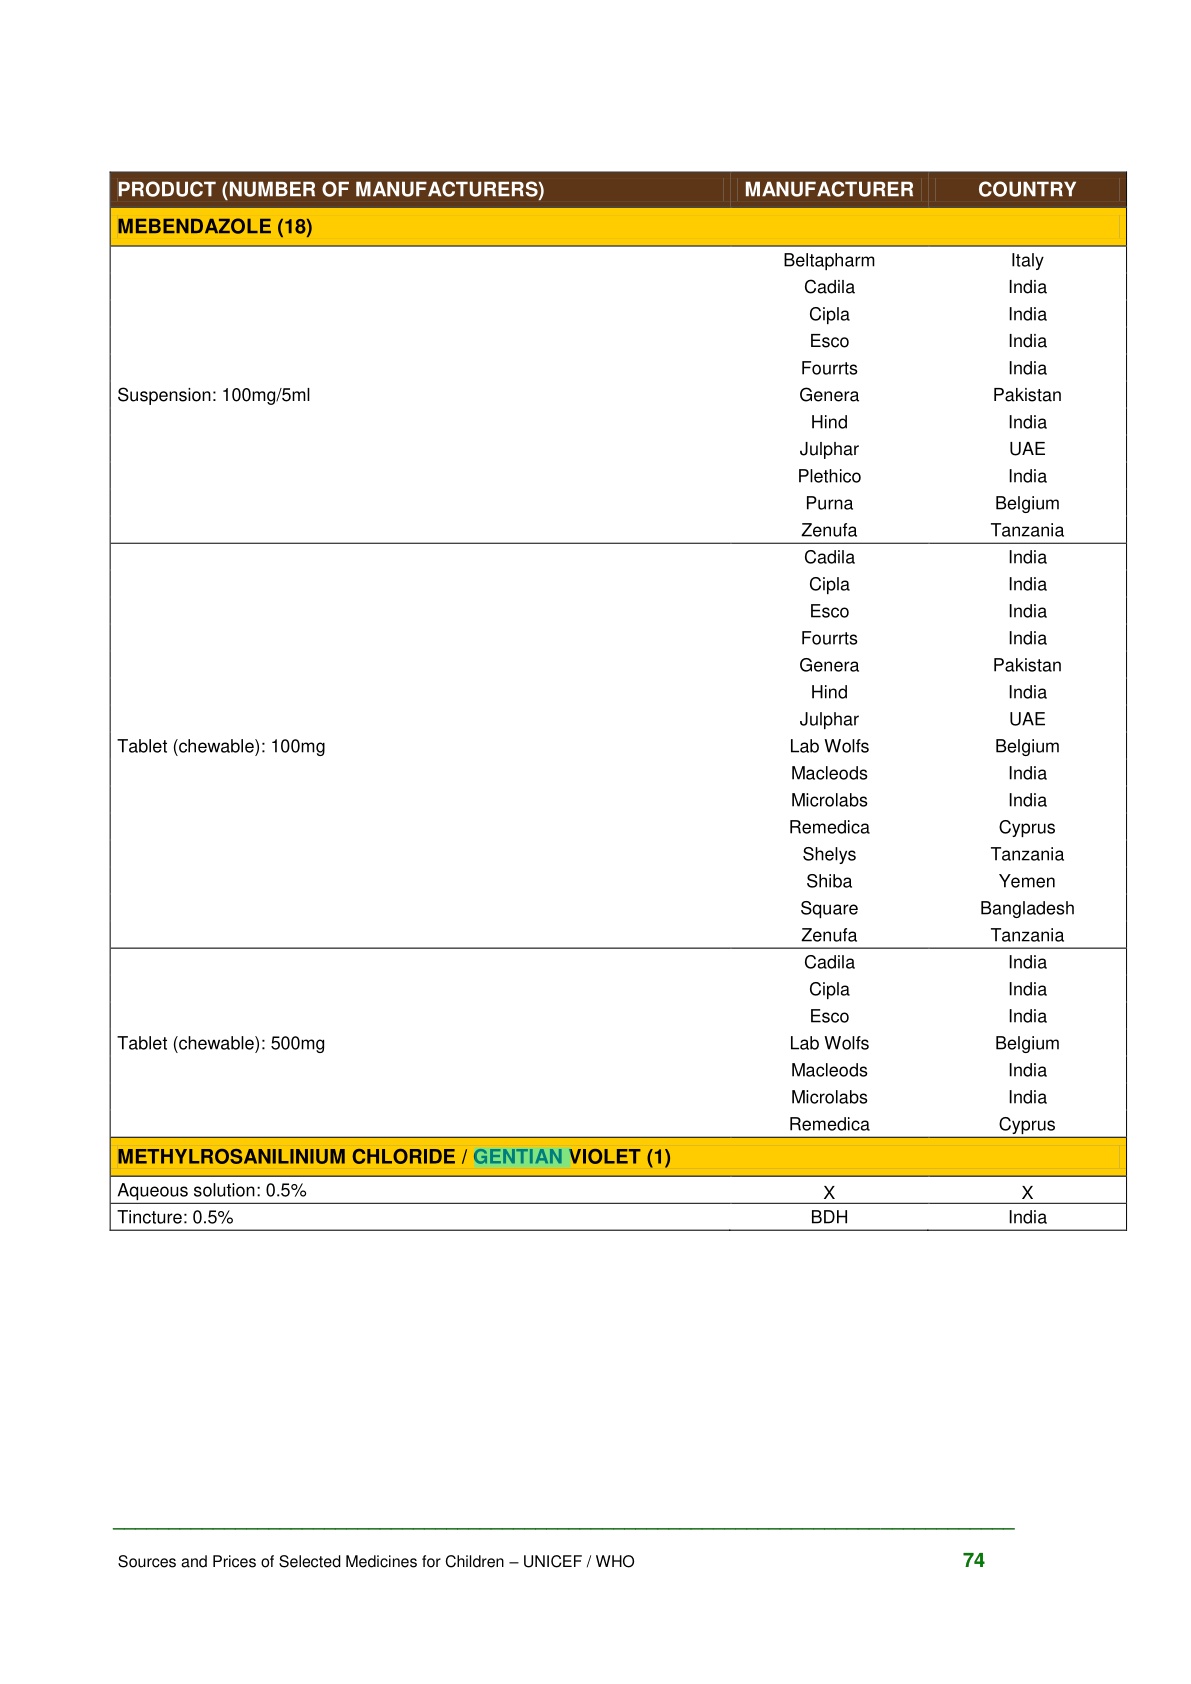 PRODUCT (NUMBER OF MANUFACTURERS) MANUFACTURER COUNTRY
MEBENDAZOLE (18)
Beltapharm Italy
Cadila India
Cipla India
Esco India
Fourrts India
Suspension: 100mg/5ml Genera Pakistan
Hind India
Julphar UAE
Plethico India
Purna Belgium
Zenufa Tanzania
Cadila India
Cipla India
Esco India
Fourrts India
Genera Pakistan
Hind India
Julphar UAE
Tablet (chewable): 100mg Lab Wolfs Belgium
Macleods India
Microlabs India
Remedica Cyprus
Shelys Tanzania
Shiba Yemen
Square Bangladesh
Zenufa Tanzania
Cadila India
Cipla India
Esco India
Tablet (chewable): 500mg Lab Wolfs Belgium
Macleods India
Microlabs India
Remedica Cyprus
METHYLROSANILINIUM CHLORIDE / GENTIAN VIOLET (1)
Aqueous solution: 0.5% X X
Tincture: 0.5% BDH India
Sources and Prices of Selected Medicines for Children – UNICEF / WHO 74